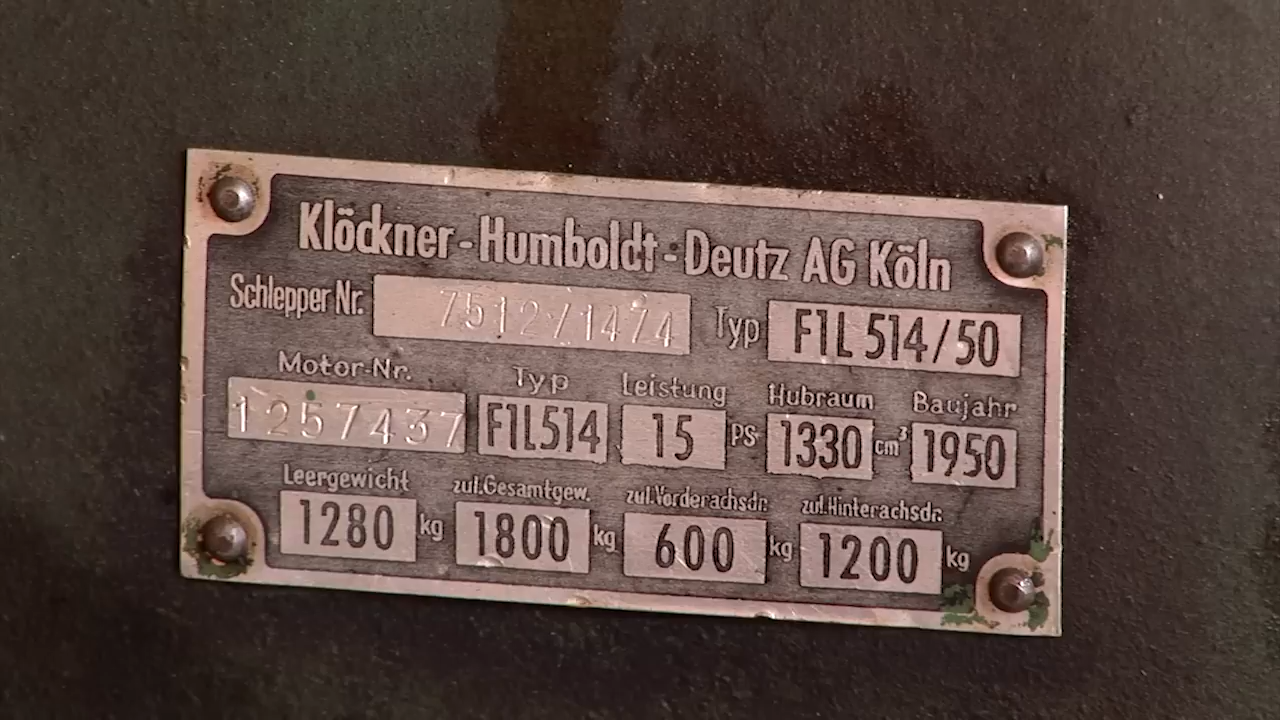 Klöckner-Humboldt-Deutz AG Köln
Schlepper Nr. 7512/1474 Typ F1L 514/50
Motor-Nr. Typ Leistung Hubraum Baujahr
1257437 F1L514 15 PS 1330 cm³ 1950
Leergewicht zul.Gesamtgew. zul.Vorderachsdr. zul.Hinterachsdr.
1280 kg 1800 kg 600 kg 1200 kg